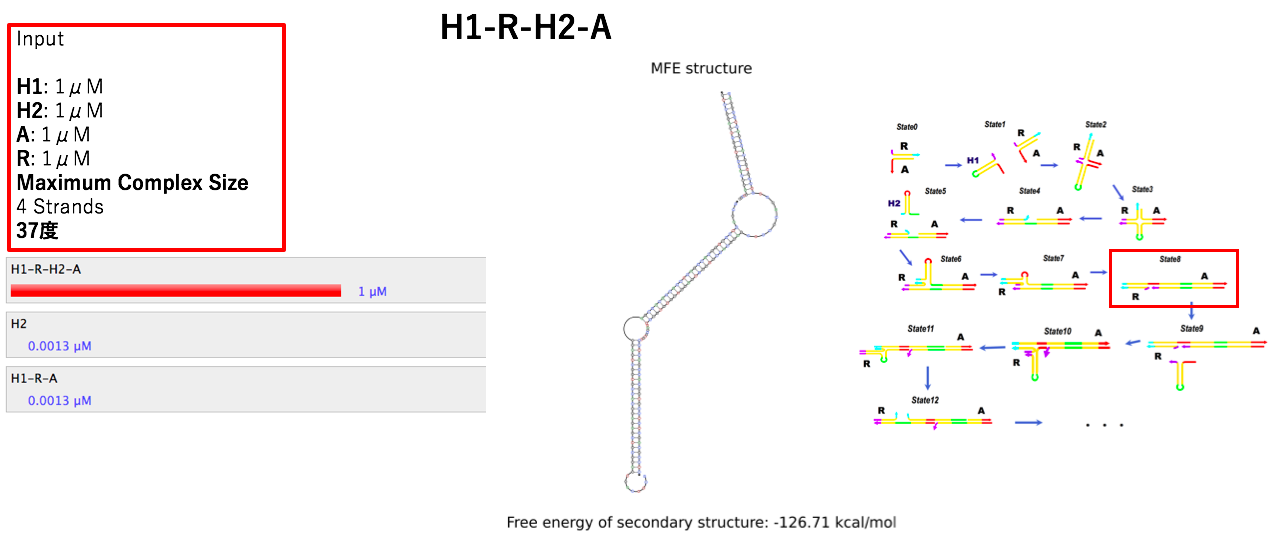 H1-R-H2-A
Input
H1: 1μM
H2: 1μM
A: 1μM
R: 1μM
Maximum Complex Size
4 Strands
37度
H1-R-H2-A
1 μM
H2
0.0013 μM
H1-R-A
0.0013 μM
MFE structure
Free energy of secondary structure: -126.71 kcal/mol
State0
R
A
State1
R
H1
A
State2
R
A
State5
H2
R
A
State4
R
A
State3
R
A
State6
R
A
State7
R
A
State8
A
R
State11
A
R
State10
A
R
State9
A
R
State12
R
A
. . .